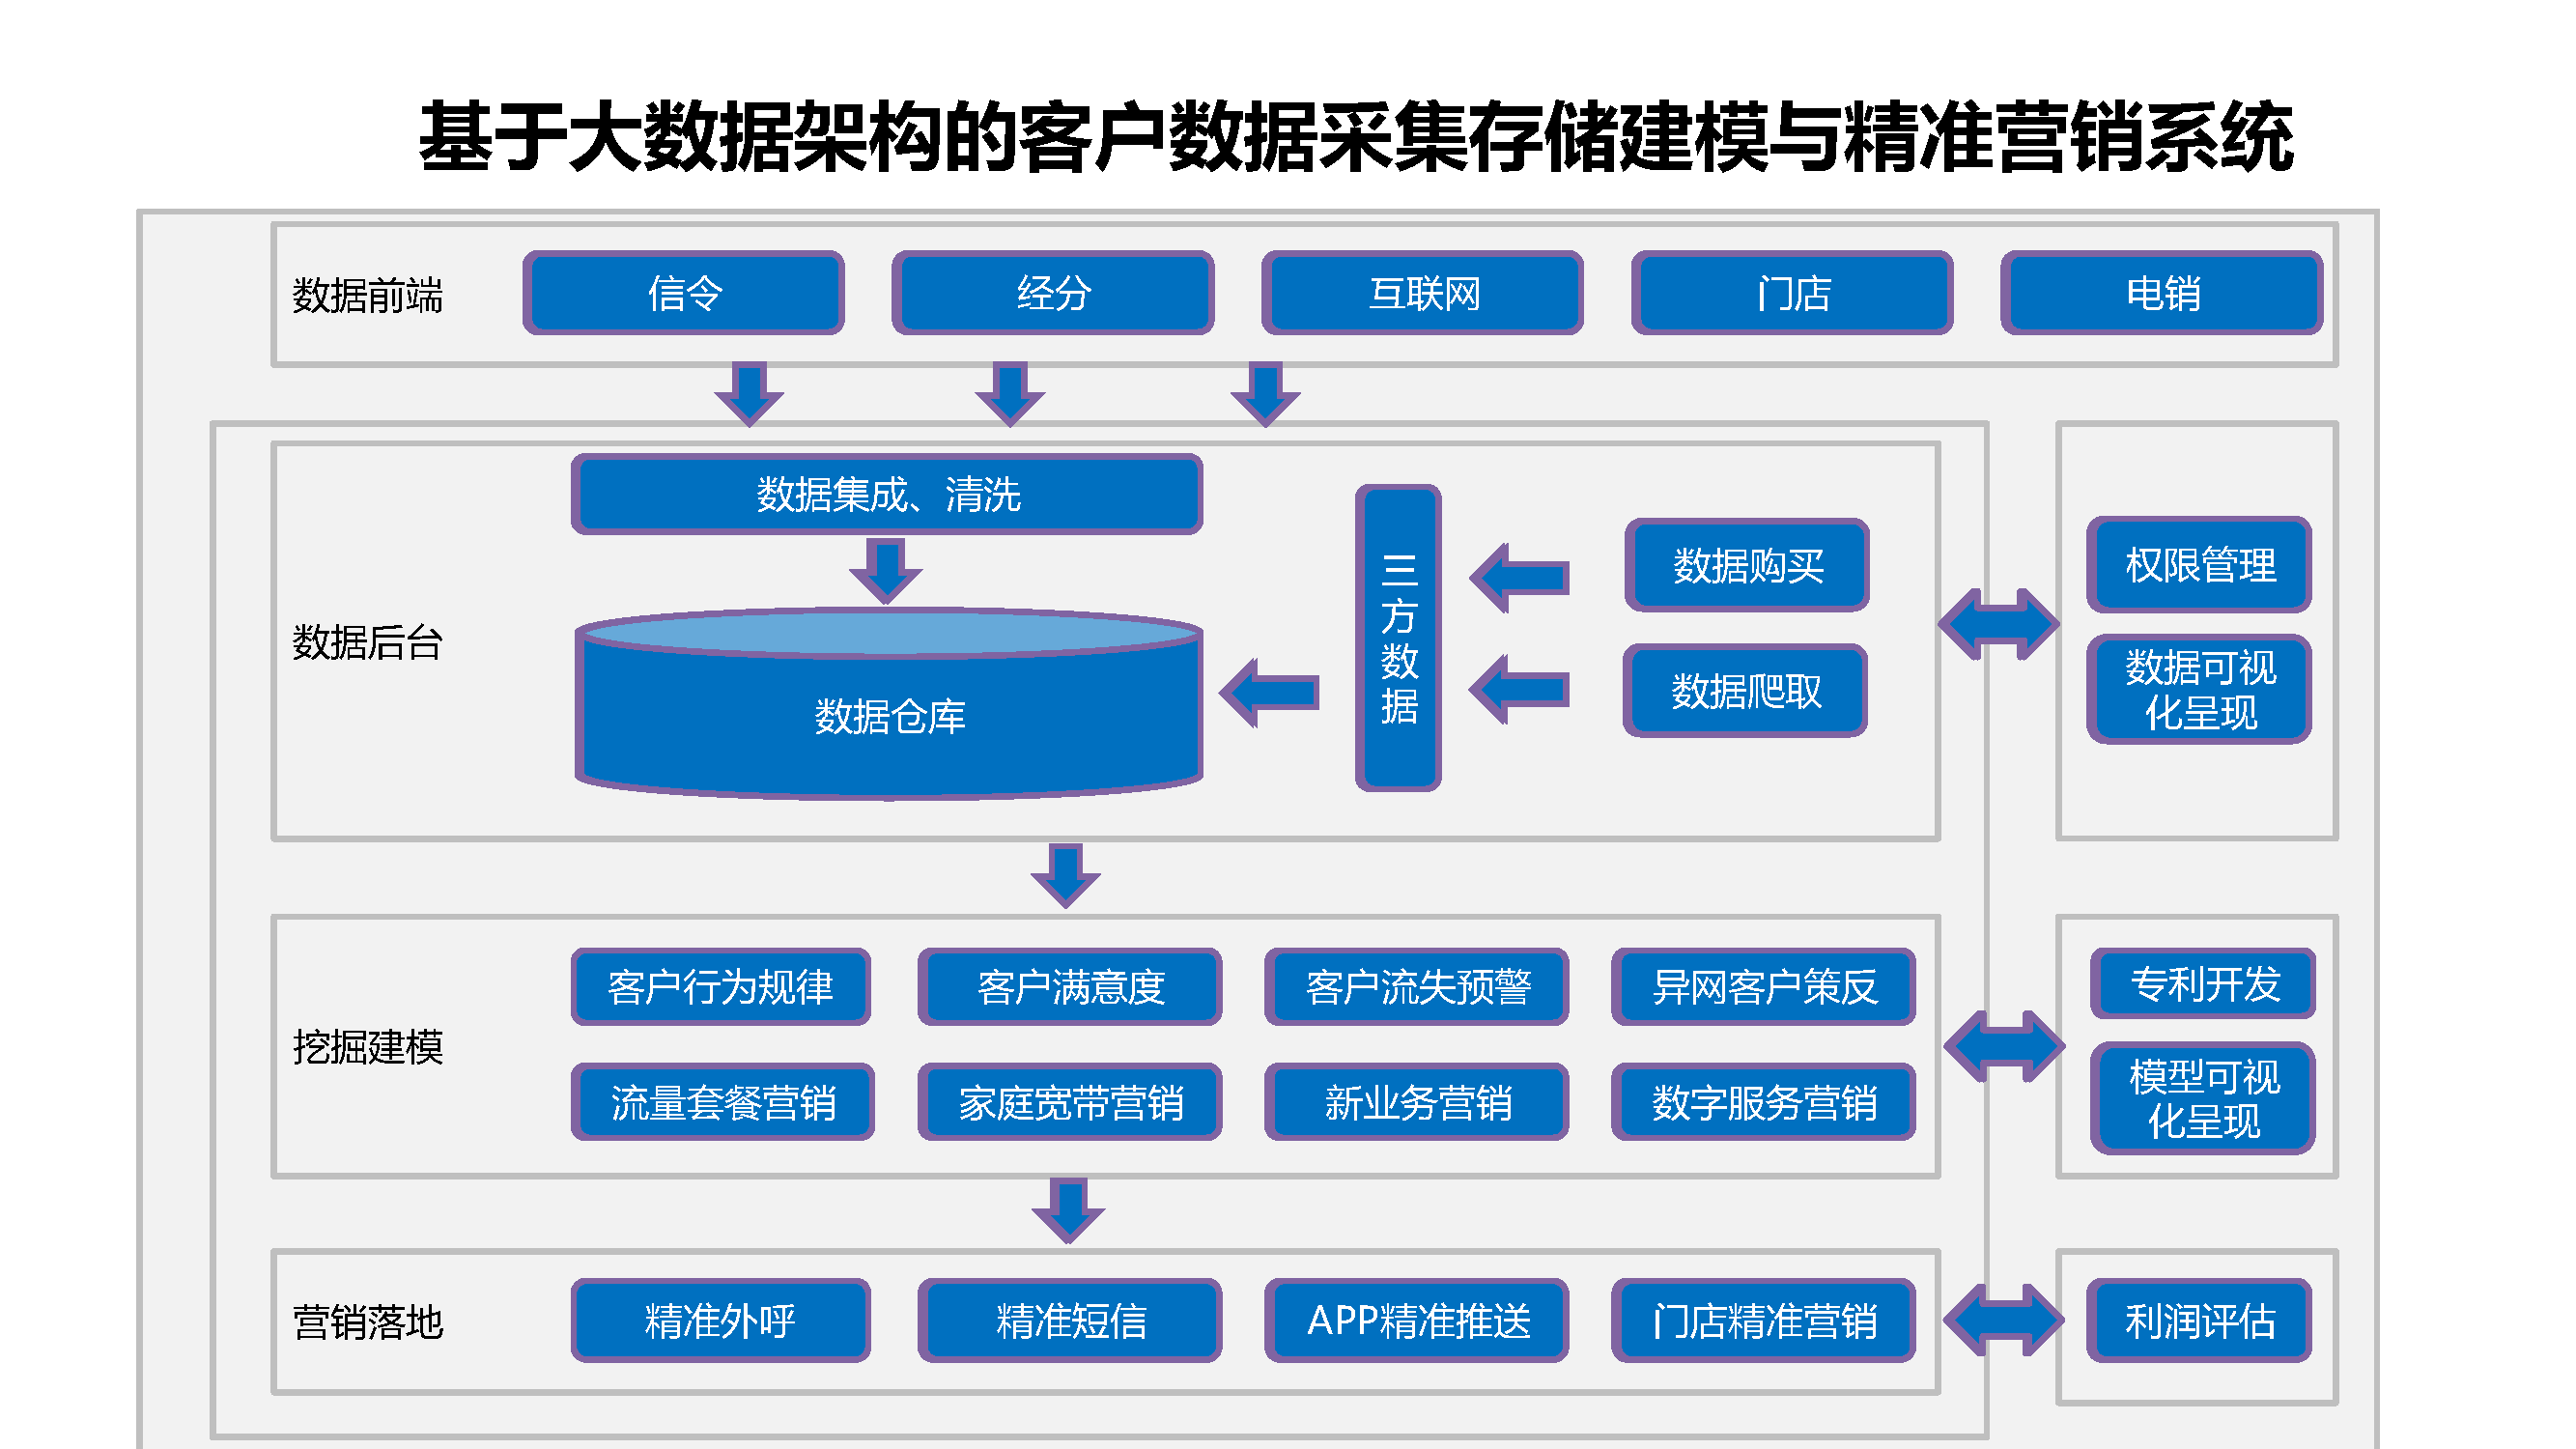 基于大数据架构的客户数据采集存储建模与精准营销系统
数据前端
信令
经分
互联网
门店
电销
数据后台
数据集成、清洗
数据仓库
三
方
数
据
数据购买
数据爬取
权限管理
数据可视
化呈现
挖掘建模
客户行为规律
客户满意度
客户流失预警
异网客户策反
流量套餐营销
家庭宽带营销
新业务营销
数字服务营销
专利开发
模型可视
化呈现
营销落地
精准外呼
精准短信
APP精准推送
门店精准营销
利润评估